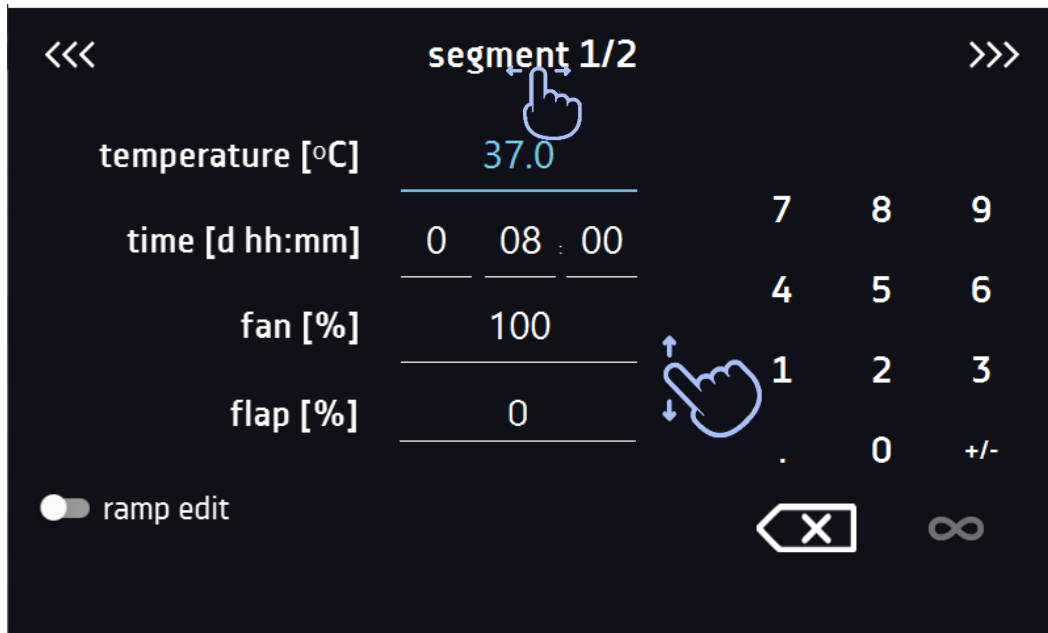 <<< segment 1/2 >>>
temperature [°C] 37.0
time [d hh:mm] 0 08 : 00
fan [%] 100
flap [%] 0
7 8 9
4 5 6
1 2 3
. 0 +/-
ramp edit
X ∞